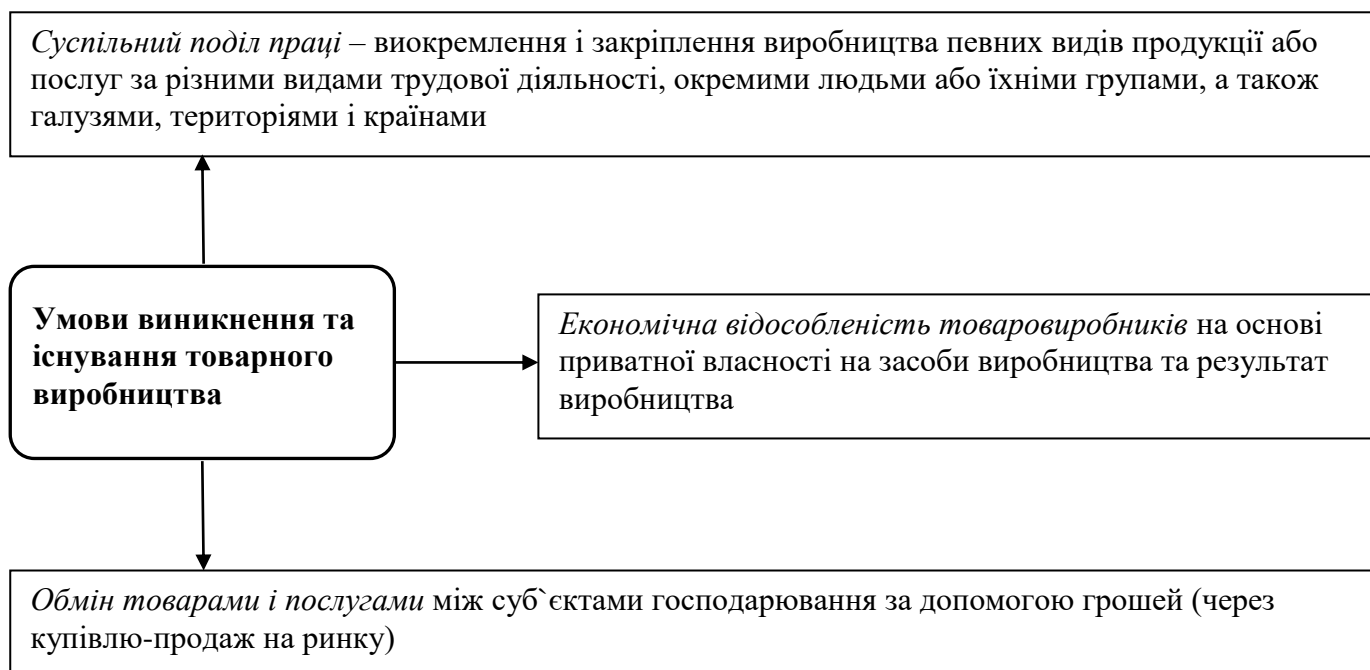 Суспільний поділ праці – виокремлення і закріплення виробництва певних видів продукції або
послуг за різними видами трудової діяльності, окремими людьми або їхніми групами, а також
галузями, територіями і країнами
Умови виникнення та
існування товарного
виробництва
Економічна відособленість товаровиробників на основі
приватної власності на засоби виробництва та результат
виробництва
Обмін товарами і послугами між суб`єктами господарювання за допомогою грошей (через
купівлю-продаж на ринку)